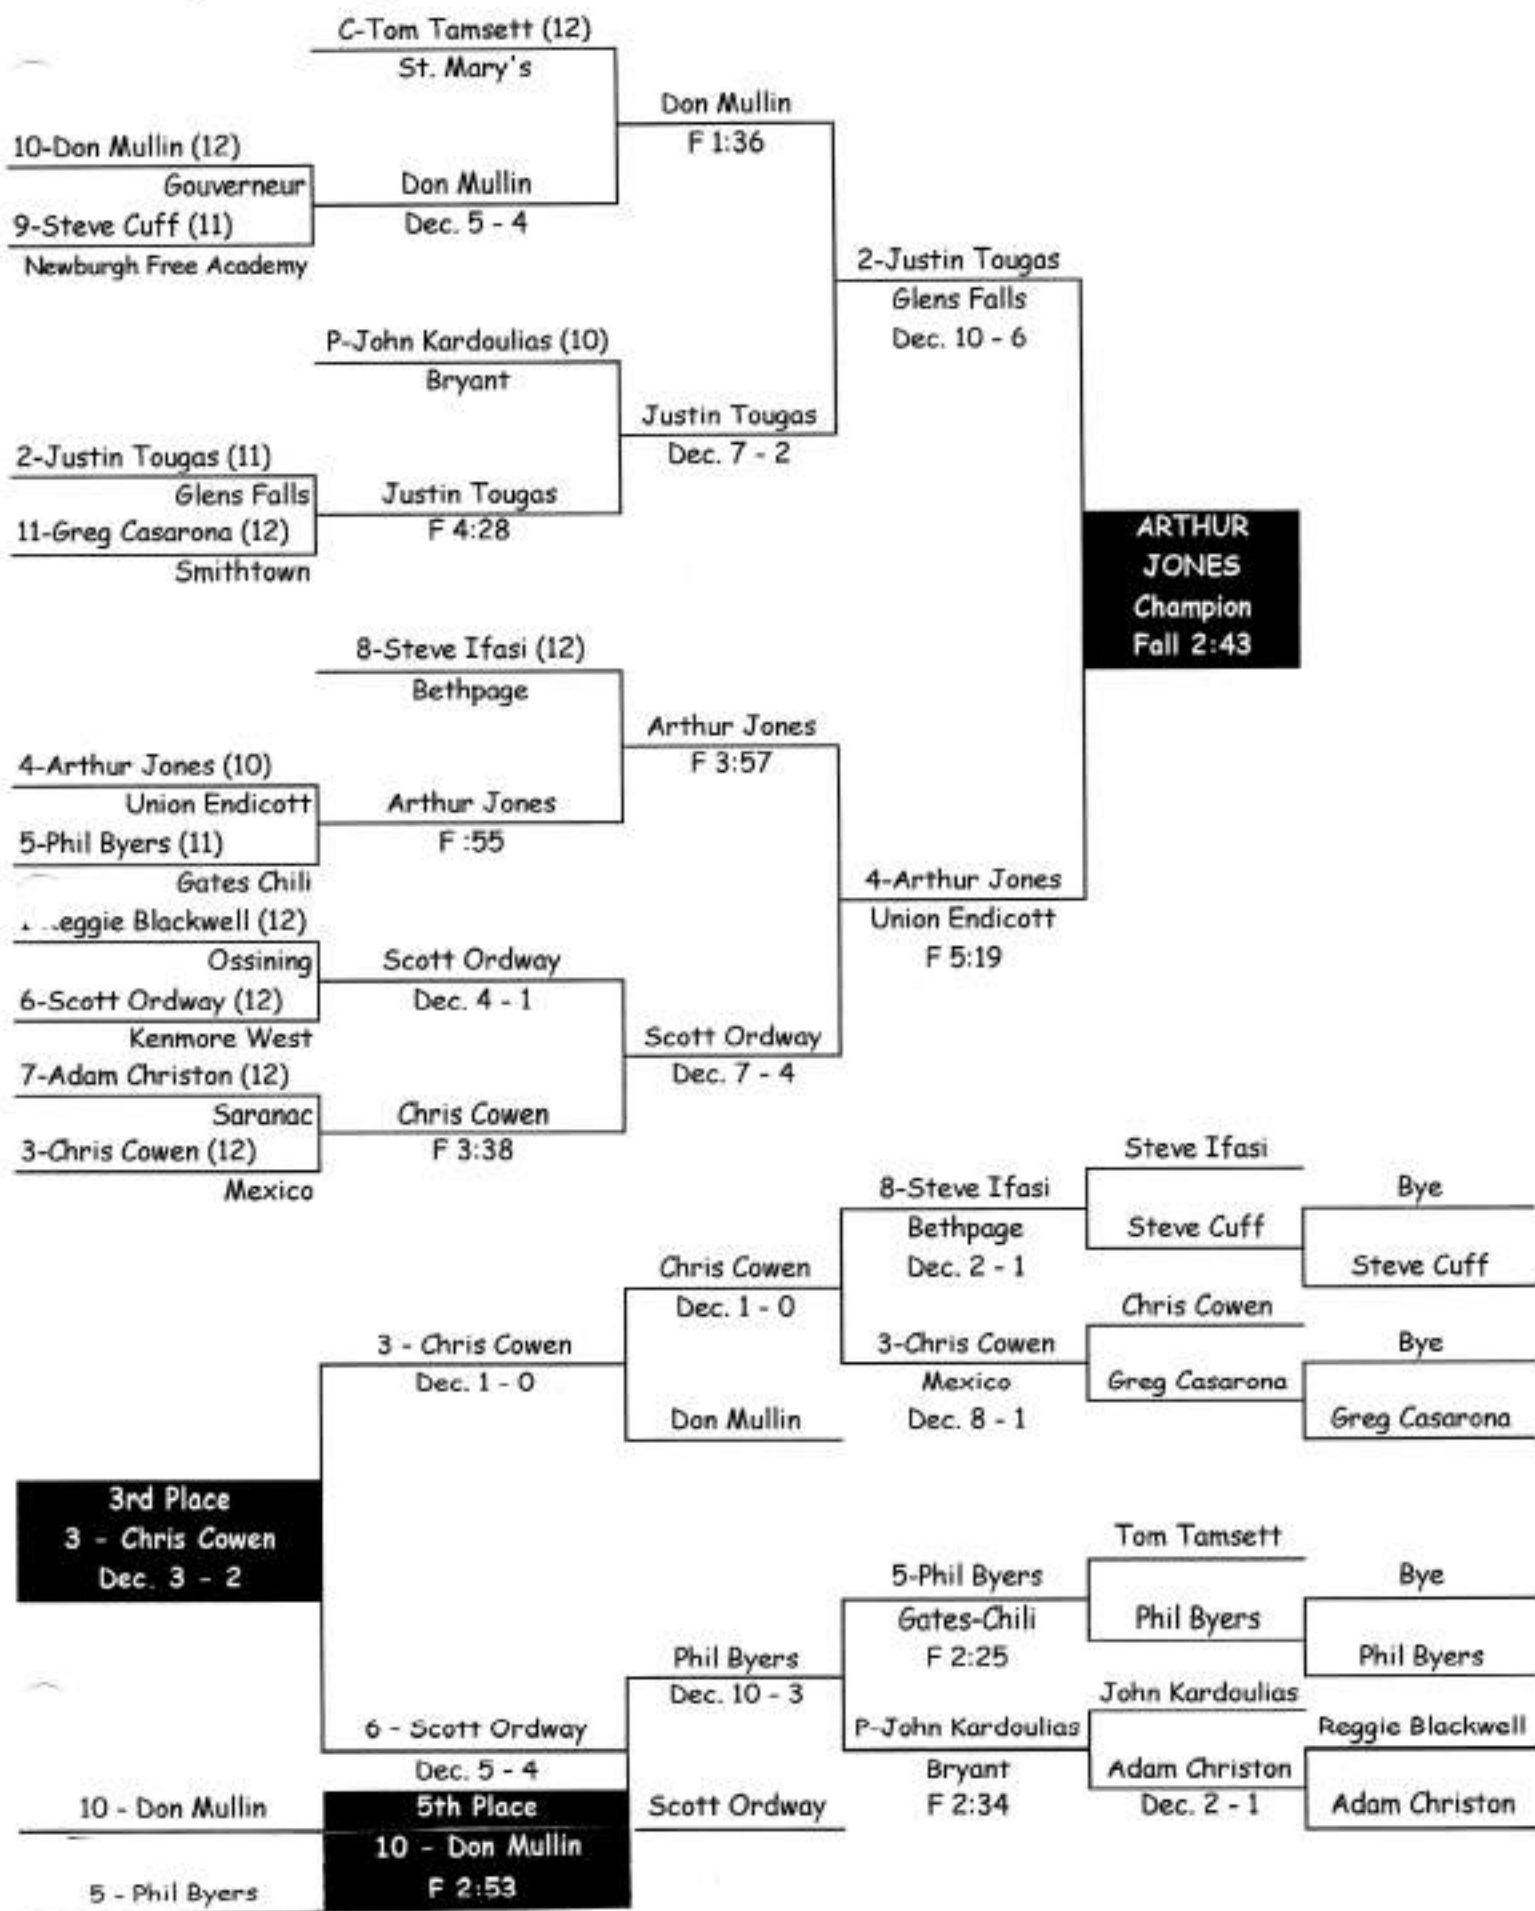 C-Tom Tamsett (12)
St. Mary's
Don Mullin
F 1:36
10-Don Mullin (12)
Gouverneur
Don Mullin
9-Steve Cuff (11)
Dec. 5 - 4
Newburgh Free Academy
2-Justin Tougas
Glens Falls
Dec. 10 - 6
P-John Kardoulias (10)
Bryant
Justin Tougas
Dec. 7 - 2
2-Justin Tougas (11)
Glens Falls
Justin Tougas
11-Greg Casarona (12)
F 4:28
Smithtown
ARTHUR
JONES
Champion
Fall 2:43
8-Steve Ifasi (12)
Bethpage
Arthur Jones
F 3:57
4-Arthur Jones (10)
Union Endicott
Arthur Jones
5-Phil Byers (11)
F :55
Gates Chili
4-Arthur Jones
Union Endicott
F 5:19
eggie Blackwell (12)
Ossining
Scott Ordway
6-Scott Ordway (12)
Dec. 4 - 1
Kenmore West
Scott Ordway
Dec. 7 - 4
7-Adam Christon (12)
Saranac
Chris Cowen
3-Chris Cowen (12)
F 3:38
Mexico
Steve Ifasi
8-Steve Ifasi
Bye
Bethpage
Steve Cuff
Dec. 2 - 1
Steve Cuff
Chris Cowen
Dec. 1 - 0
Chris Cowen
3 - Chris Cowen
Dec. 1 - 0
3-Chris Cowen
Bye
Mexico
Greg Casarona
Don Mullin
Dec. 8 - 1
Greg Casarona
3rd Place
3 - Chris Cowen
Dec. 3 - 2
Tom Tamsett
5-Phil Byers
Bye
Gates-Chili
Phil Byers
F 2:25
Phil Byers
Phil Byers
Dec. 10 - 3
John Kardoulias
6 - Scott Ordway
Dec. 5 - 4
P-John Kardoulias
Reggie Blackwell
Bryant
Adam Christon
F 2:34
Dec. 2 - 1
Adam Christon
10 - Don Mullin
5th Place
Scott Ordway
10 - Don Mullin
F 2:53
5 - Phil Byers